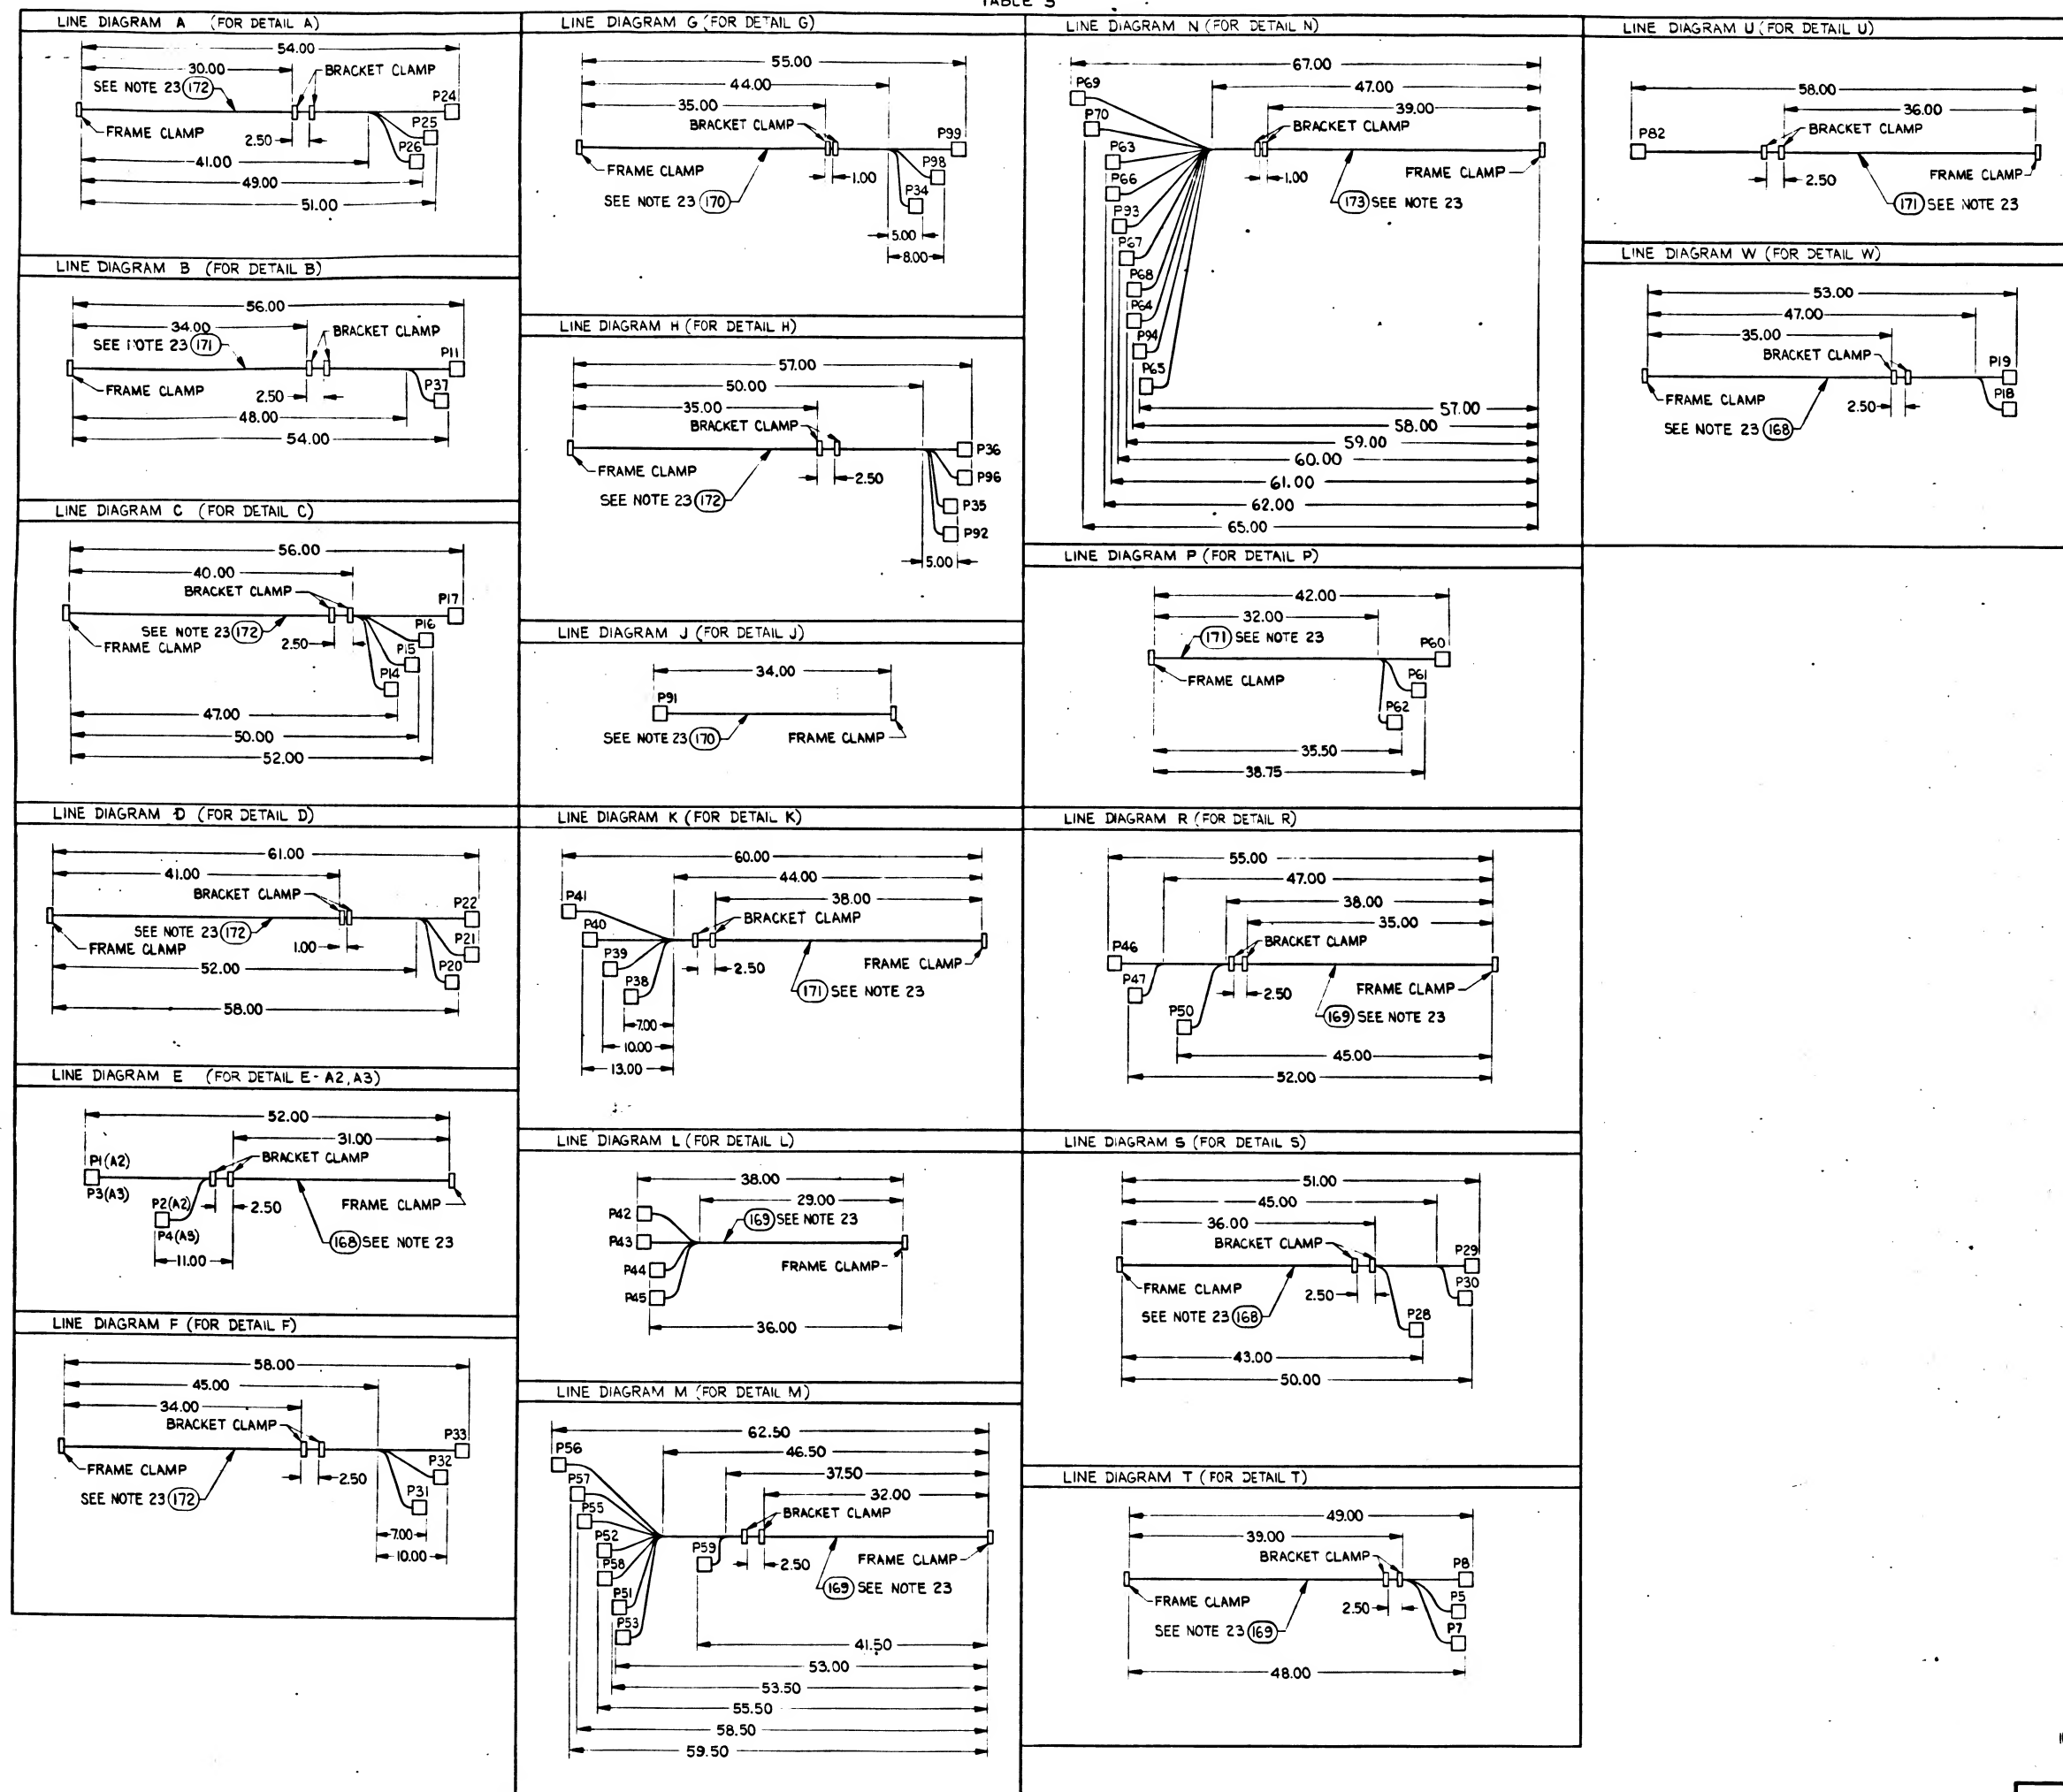 TABLE 3
LINE DIAGRAM A (FOR DETAIL A)
54.00
30.00
BRACKET CLAMP
SEE NOTE 23 172
P24
P25
P26
FRAME CLAMP
2.50
41.00
49.00
51.00
LINE DIAGRAM B (FOR DETAIL B)
56.00
34.00
BRACKET CLAMP
SEE NOTE 23 171
P11
P37
FRAME CLAMP
2.50
48.00
54.00
LINE DIAGRAM C (FOR DETAIL C)
56.00
40.00
BRACKET CLAMP
P17
SEE NOTE 23 172
P16
FRAME CLAMP
2.50
P15
P14
47.00
50.00
52.00
LINE DIAGRAM D (FOR DETAIL D)
61.00
41.00
BRACKET CLAMP
P22
SEE NOTE 23 172
P21
FRAME CLAMP
1.00
P20
52.00
58.00
LINE DIAGRAM E (FOR DETAIL E-A2,A3)
52.00
31.00
P1(A2)
BRACKET CLAMP
P3(A3)
P2(A2)
2.50
FRAME CLAMP
P4(A3)
168 SEE NOTE 23
11.00
LINE DIAGRAM F (FOR DETAIL F)
58.00
45.00
34.00
BRACKET CLAMP
P33
P32
FRAME CLAMP
2.50
SEE NOTE 23 172
P31
7.00
10.00
LINE DIAGRAM G (FOR DETAIL G)
55.00
44.00
35.00
BRACKET CLAMP
P99
P98
FRAME CLAMP
1.00
P34
SEE NOTE 23 170
5.00
8.00
LINE DIAGRAM H (FOR DETAIL H)
57.00
50.00
35.00
BRACKET CLAMP
P36
FRAME CLAMP
2.50
P96
SEE NOTE 23 172
P35
P92
5.00
LINE DIAGRAM J (FOR DETAIL J)
34.00
P91
SEE NOTE 23 170
FRAME CLAMP
LINE DIAGRAM K (FOR DETAIL K)
60.00
44.00
38.00
P41
BRACKET CLAMP
P40
P39
2.50
FRAME CLAMP
P38
171 SEE NOTE 23
7.00
10.00
13.00
LINE DIAGRAM L (FOR DETAIL L)
38.00
29.00
P42
169 SEE NOTE 23
P43
P44
FRAME CLAMP
P45
36.00
LINE DIAGRAM M (FOR DETAIL M)
62.50
46.50
P56
37.50
P57
32.00
P55
BRACKET CLAMP
P52
P59
P58
2.50
FRAME CLAMP
169 SEE NOTE 23
P51
P53
41.50
53.00
53.50
55.50
58.50
59.50
LINE DIAGRAM N (FOR DETAIL N)
67.00
P69
47.00
39.00
P70
BRACKET CLAMP
P63
P66
1.00
FRAME CLAMP
173 SEE NOTE 23
P93
P67
P68
P64
P94
P65
57.00
58.00
59.00
60.00
61.00
62.00
65.00
LINE DIAGRAM P (FOR DETAIL P)
42.00
32.00
171 SEE NOTE 23
P60
FRAME CLAMP
P61
P62
35.50
38.75
LINE DIAGRAM R (FOR DETAIL R)
55.00
47.00
38.00
35.00
P46
BRACKET CLAMP
P47
2.50
FRAME CLAMP
P50
169 SEE NOTE 23
45.00
52.00
LINE DIAGRAM S (FOR DETAIL S)
51.00
45.00
36.00
BRACKET CLAMP
P29
FRAME CLAMP
2.50
P30
SEE NOTE 23 168
P28
43.00
50.00
LINE DIAGRAM T (FOR DETAIL T)
49.00
39.00
BRACKET CLAMP
P8
FRAME CLAMP
2.50
P5
SEE NOTE 23 169
P7
48.00
LINE DIAGRAM U (FOR DETAIL U)
58.00
36.00
P82
BRACKET CLAMP
2.50
FRAME CLAMP
171 SEE NOTE 23
LINE DIAGRAM W (FOR DETAIL W)
53.00
47.00
35.00
BRACKET CLAMP
P19
FRAME CLAMP
2.50
P18
SEE NOTE 23 168